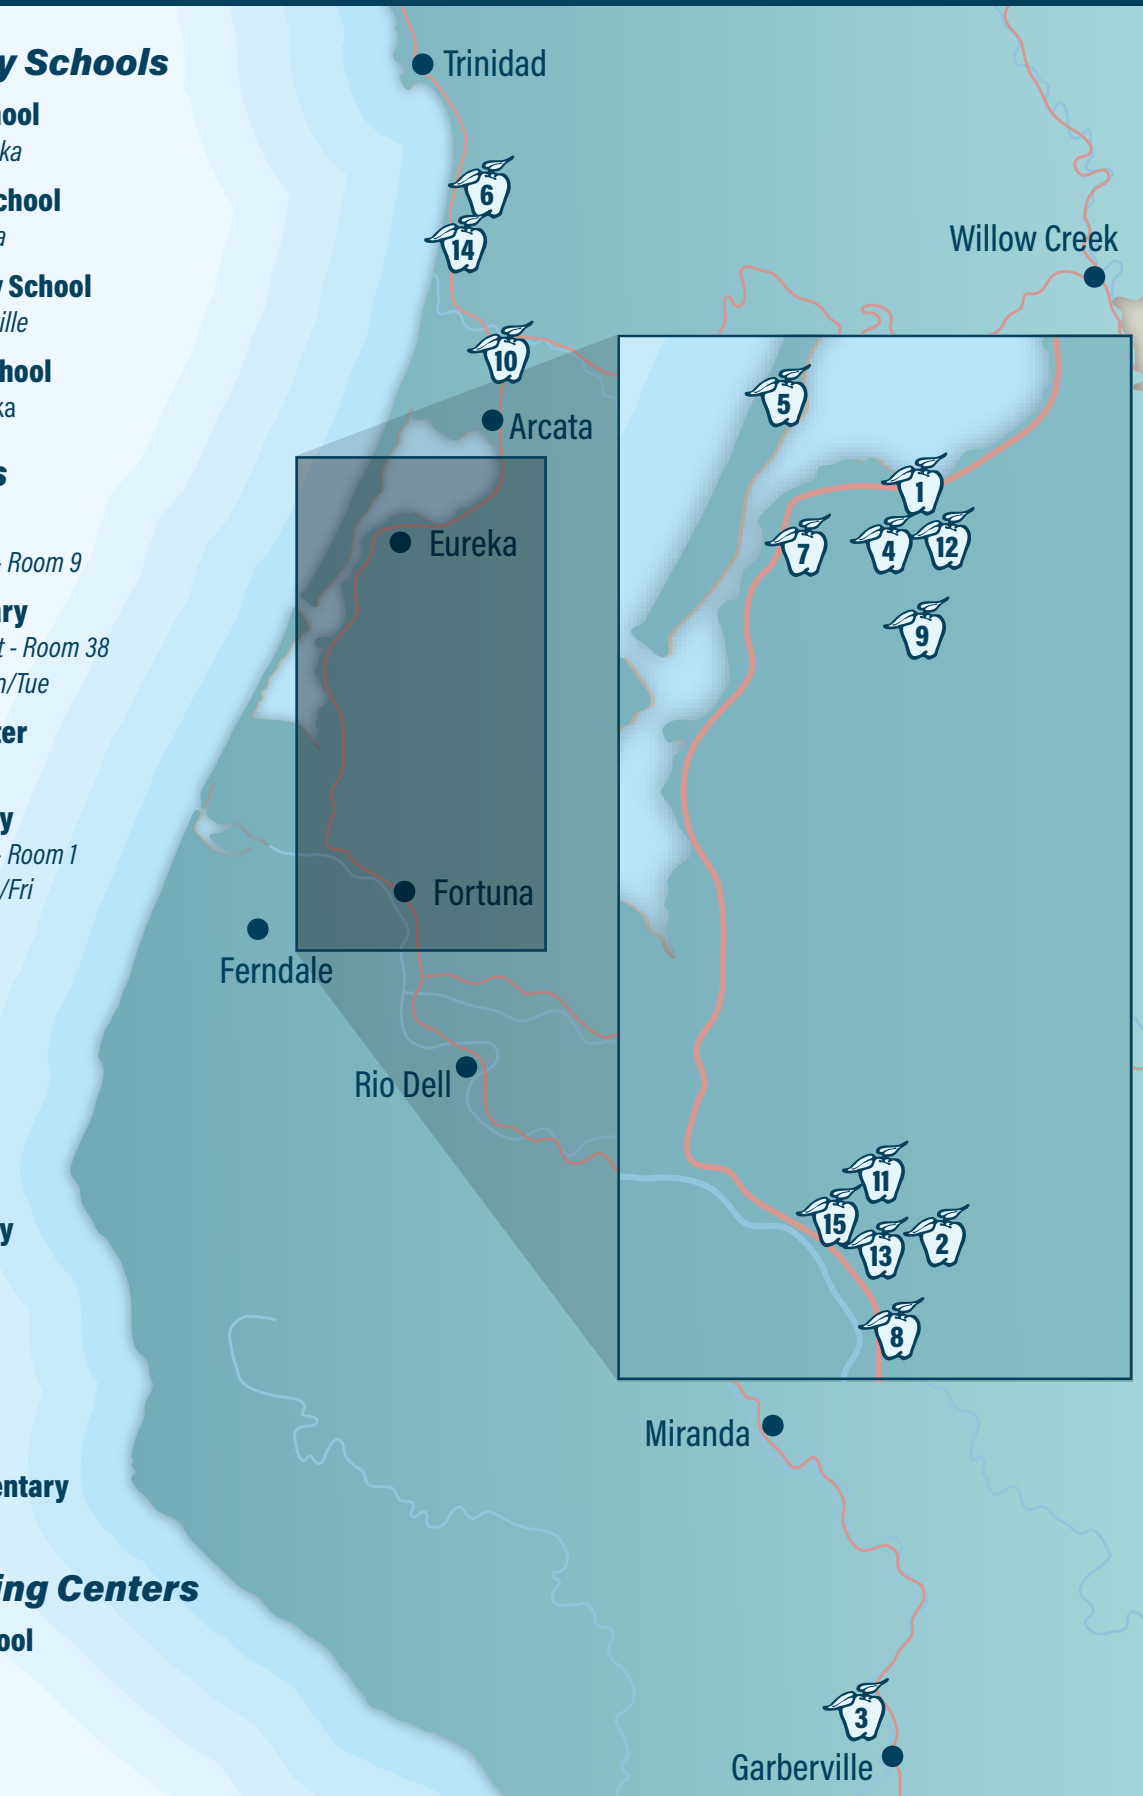 y Schools
ool
ka
chool
a
y School
ille
hool
ka
s
- Room 9
ry
t - Room 38
n/Tue
ter
y
- Room 1
/Fri
y
entary
ing Centers
ool
Trinidad
6
14
Willow Creek
10
Arcata
5
1
Eureka
7
4
12
9
Fortuna
Ferndale
Rio Dell
11
15
13
2
8
Miranda
3
Garberville